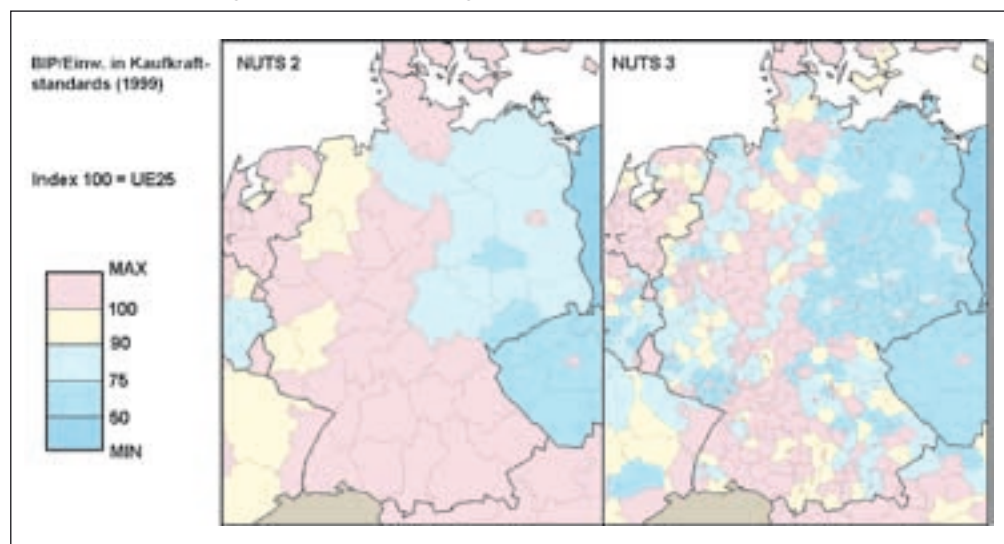 BIP/Einw. in Kaufkraft-
standards (1999)
Index 100 = UE25
MAX
100
90
75
50
MIN
NUTS 2
NUTS 3